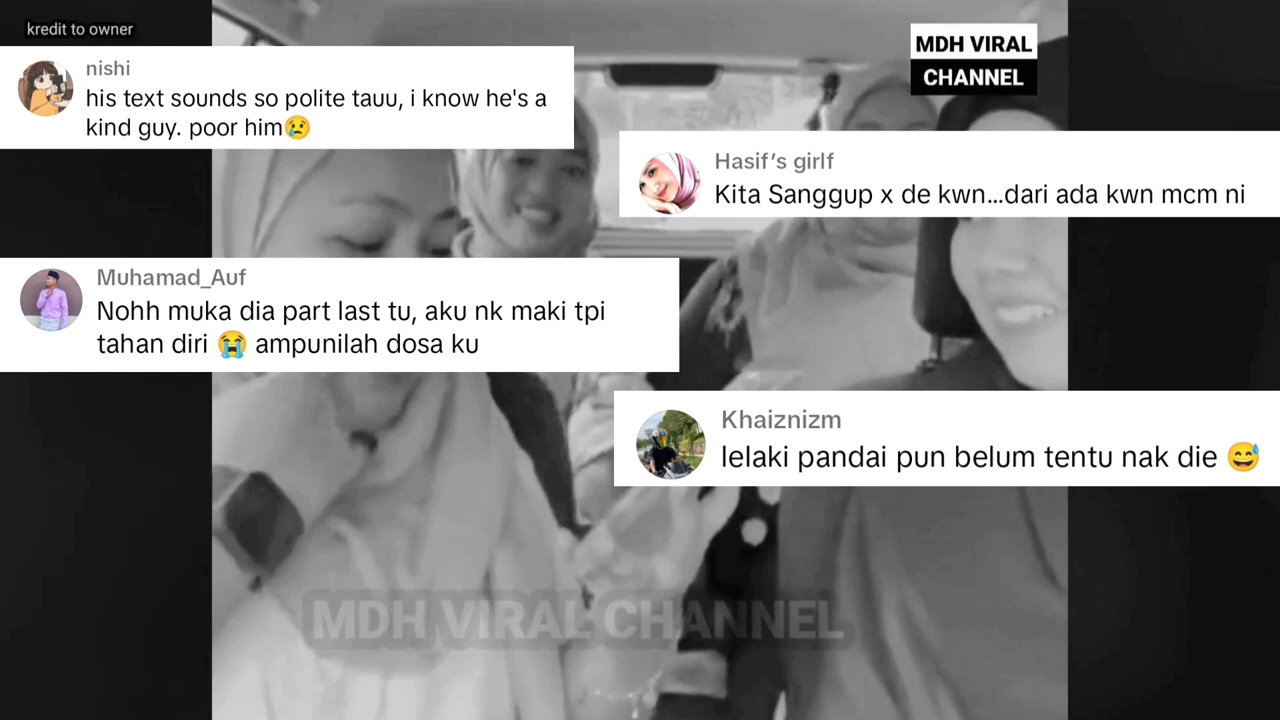 kredit to owner
MDH VIRAL
CHANNEL
nishi
his text sounds so polite tauu, i know he's a
kind guy. poor him😢
Hasif's girlf
Kita Sanggup x de kwn...dari ada kwn mcm ni
Muhamad_Auf
Nohh muka dia part last tu, aku nk maki tpi
tahan diri 😭 ampunilah dosa ku
Khaiznizm
lelaki pandai pun belum tentu nak die 😅
MDH VIRAL CHANNEL